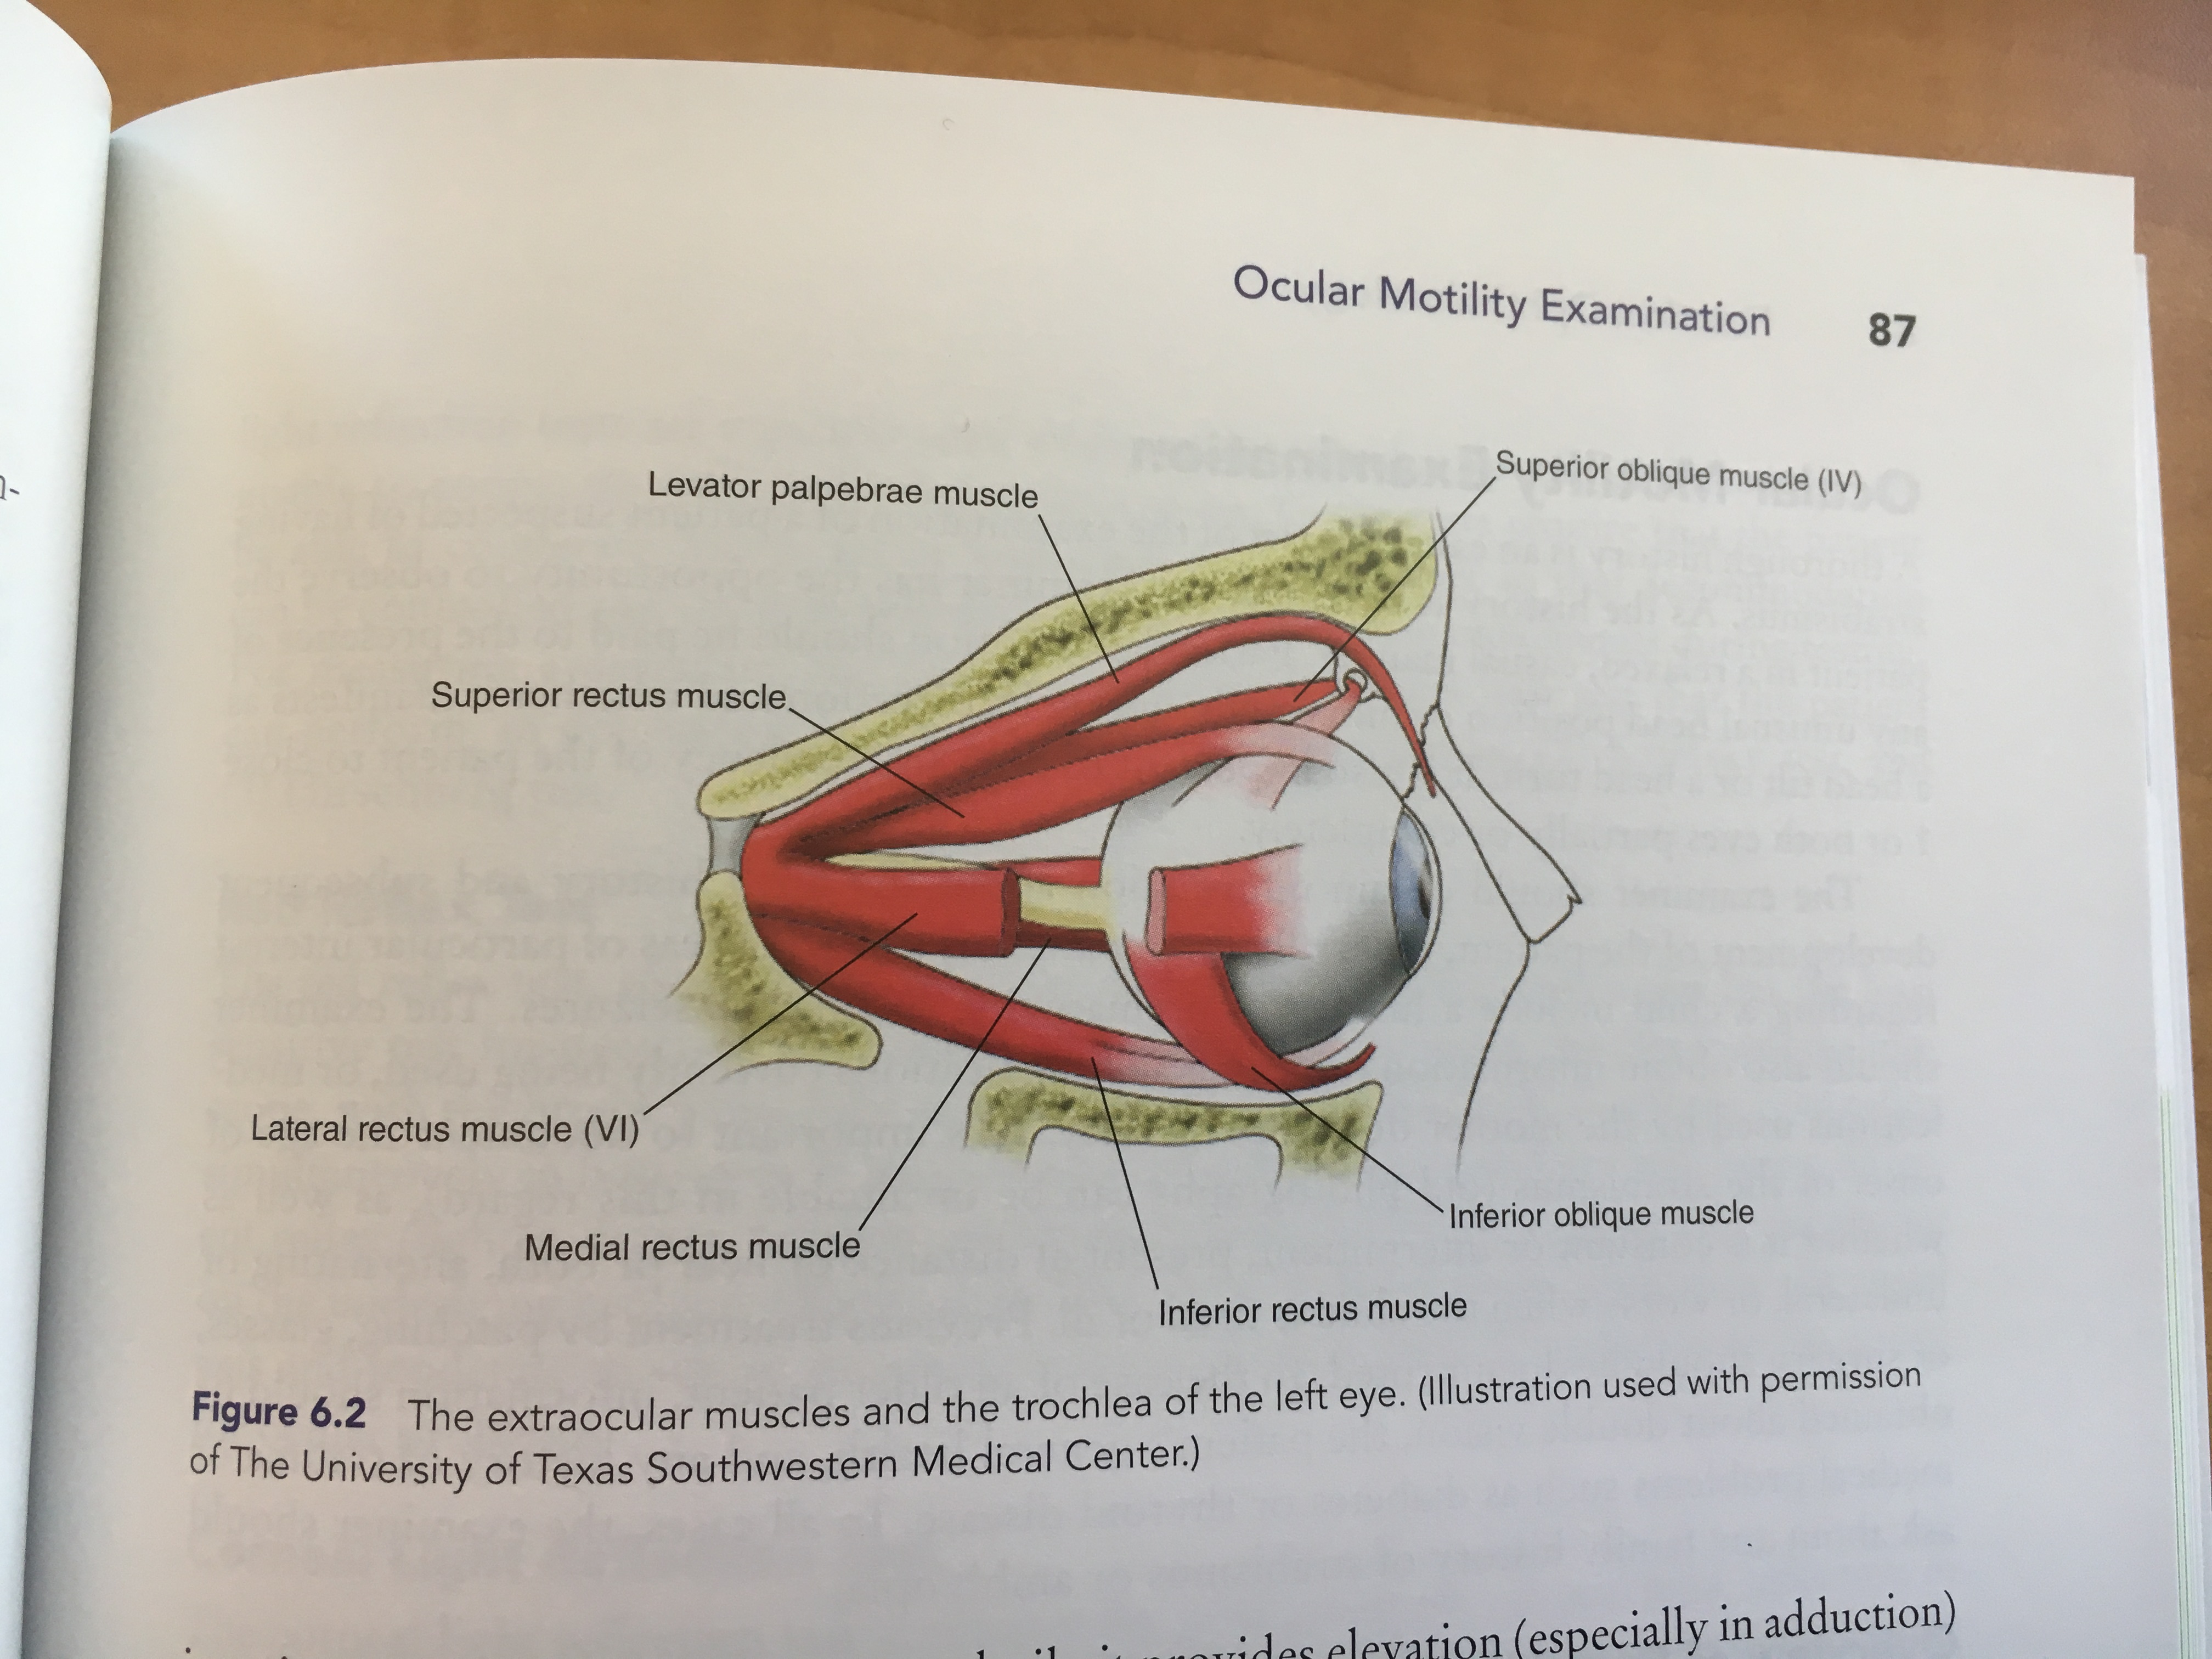 Ocular Motility Examination 87
Levator palpebrae muscle
Superior oblique muscle (IV)
Superior rectus muscle
Lateral rectus muscle (VI)
Medial rectus muscle
Inferior oblique muscle
Inferior rectus muscle
Figure 6.2 The extraocular muscles and the trochlea of the left eye. (Illustration used with permission
of The University of Texas Southwestern Medical Center.)
elevation (especially in adduction)